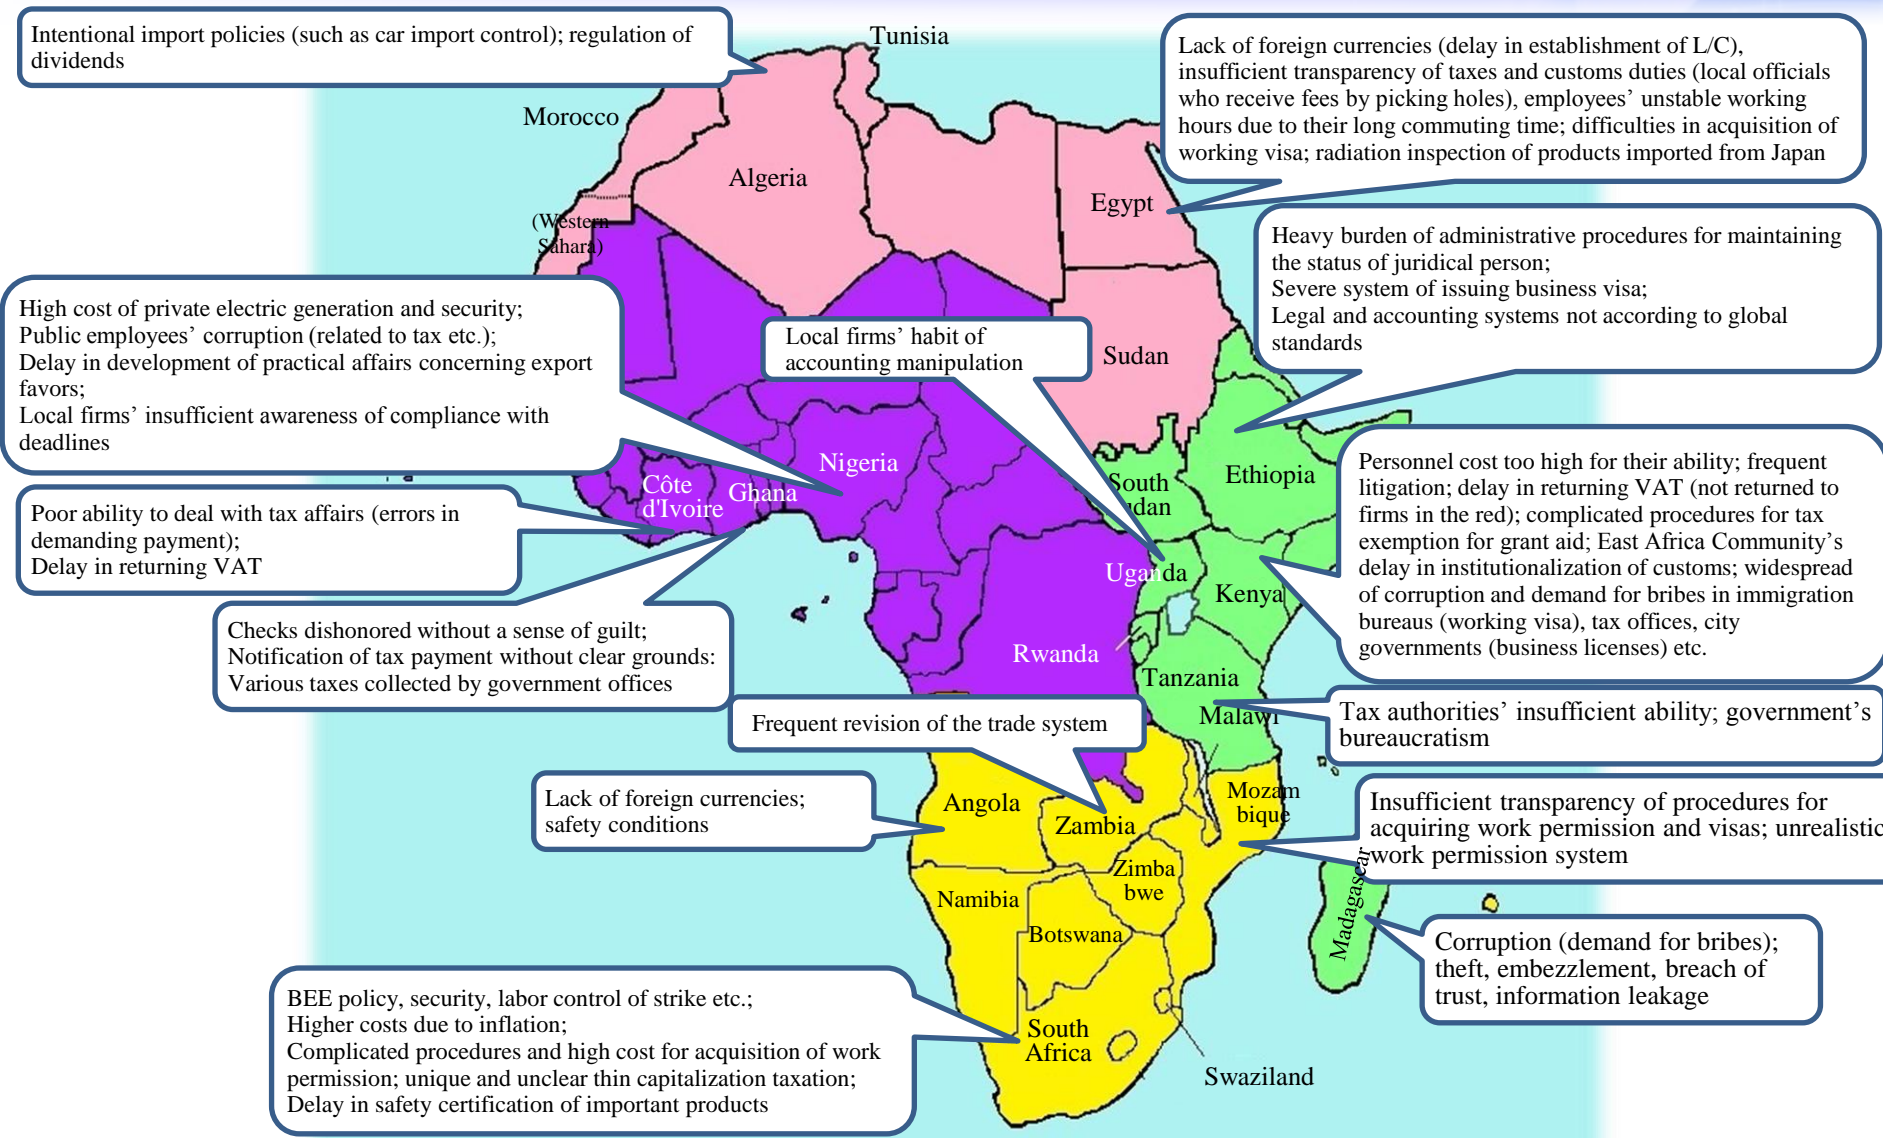 Intentional import policies (such as car import control); regulation of
dividends
Tunisia
Morocco
Algeria
(Western
Sahara)
Egypt
Lack of foreign currencies (delay in establishment of L/C),
insufficient transparency of taxes and customs duties (local officials
who receive fees by picking holes), employees’ unstable working
hours due to their long commuting time; difficulties in acquisition of
working visa; radiation inspection of products imported from Japan
Heavy burden of administrative procedures for maintaining
the status of juridical person;
Severe system of issuing business visa;
Legal and accounting systems not according to global
standards
High cost of private electric generation and security;
Public employees’ corruption (related to tax etc.);
Delay in development of practical affairs concerning export
favors;
Local firms’ insufficient awareness of compliance with
deadlines
Local firms’ habit of
accounting manipulation
Sudan
Nigeria
Côte
d'Ivoire
Ghana
South
dan
Ethiopia
Personnel cost too high for their ability; frequent
litigation; delay in returning VAT (not returned to
firms in the red); complicated procedures for tax
exemption for grant aid; East Africa Community’s
delay in institutionalization of customs; widespread
of corruption and demand for bribes in immigration
bureaus (working visa), tax offices, city
governments (business licenses) etc.
Poor ability to deal with tax affairs (errors in
demanding payment);
Delay in returning VAT
Uganda
Kenya
Checks dishonored without a sense of guilt;
Notification of tax payment without clear grounds:
Various taxes collected by government offices
Rwanda
Tanzania
Malawi
Tax authorities’ insufficient ability; government’s
bureaucratism
Frequent revision of the trade system
Lack of foreign currencies;
safety conditions
Angola
Zambia
Mozam
bique
Insufficient transparency of procedures for
acquiring work permission and visas; unrealistic
work permission system
Zimba
bwe
Namibia
Botswana
Madagascar
Corruption (demand for bribes);
theft, embezzlement, breach of
trust, information leakage
BEE policy, security, labor control of strike etc.;
Higher costs due to inflation;
Complicated procedures and high cost for acquisition of work
permission; unique and unclear thin capitalization taxation;
Delay in safety certification of important products
South
Africa
Swaziland